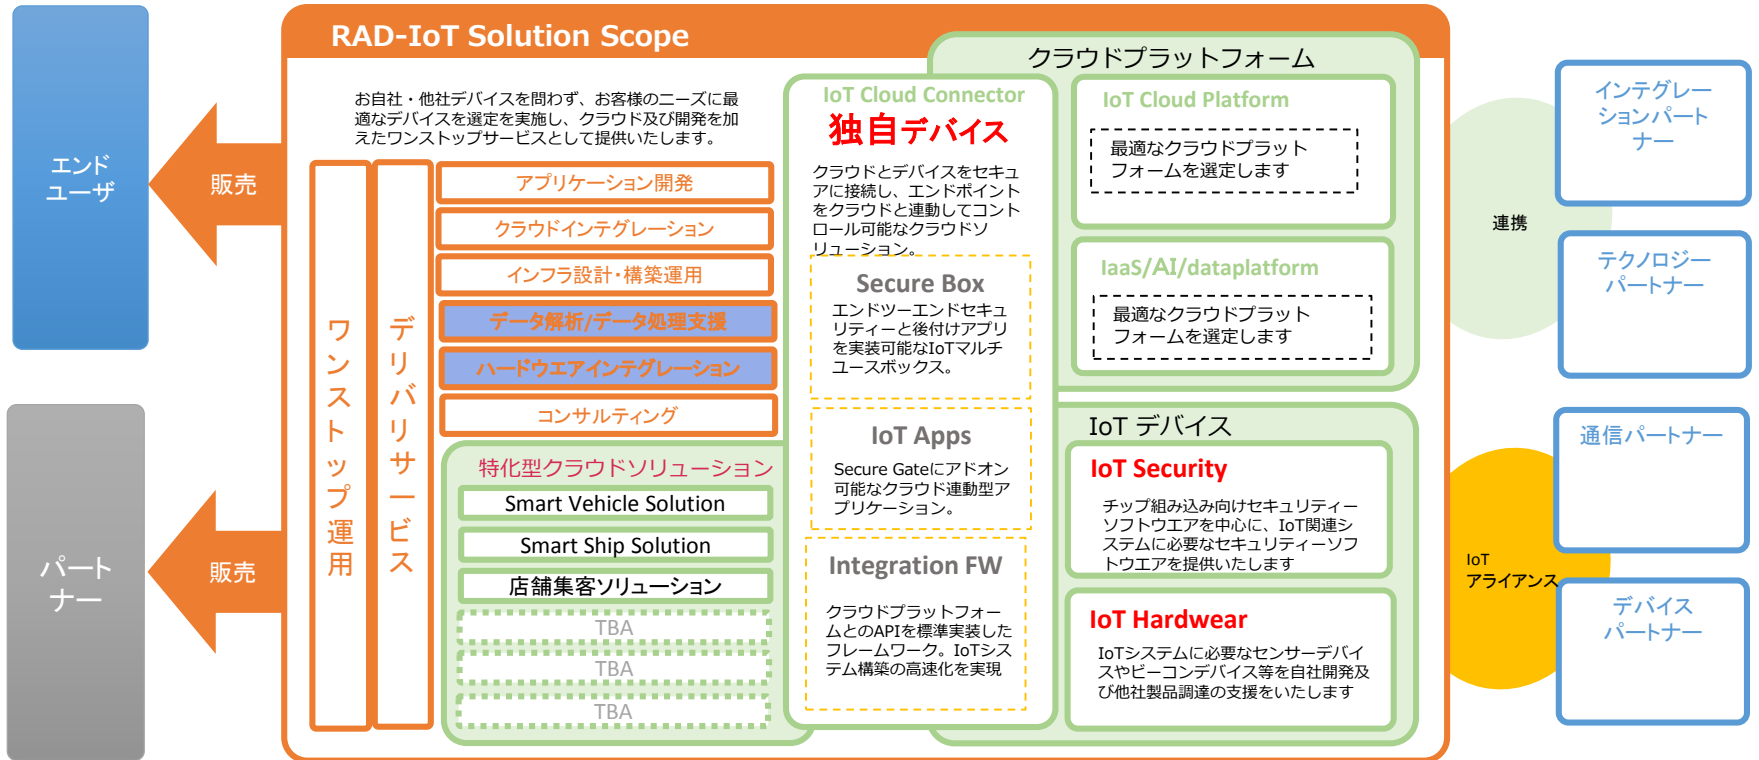 RAD-IoT Solution Scope
エンド
ユーザ
パート
ナー
販売
販売
お自社・他社デバイスを問わず、お客様のニーズに最
適なデバイスを選定を実施し、クラウド及び開発を加
えたワンストップサービスとして提供いたします。
ワンストップ運用
デリバリサービス
アプリケーション開発
クラウドインテグレーション
インフラ設計・構築運用
データ解析/データ処理支援
ハードウエアインテグレーション
コンサルティング
特化型クラウドソリューション
Smart Vehicle Solution
Smart Ship Solution
店舗集客ソリューション
TBA
TBA
TBA
IoT Cloud Connector
独自デバイス
クラウドとデバイスをセキュ
アに接続し、エンドポイント
をクラウドと連動してコント
ロール可能なクラウドソ
リューション。
Secure Box
エンドツーエンドセキュ
リティーと後付けアプリ
を実装可能なIoTマルチ
ユースボックス。
IoT Apps
Secure Gateにアドオン
可能なクラウド連動型ア
プリケーション。
Integration FW
クラウドプラットフォー
ムとのAPIを標準実装した
フレームワーク。IoTシス
テム構築の高速化を実現
クラウドプラットフォーム
IoT Cloud Platform
最適なクラウドプラット
フォームを選定します
IaaS/AI/dataplatform
最適なクラウドプラット
フォームを選定します
IoT デバイス
IoT Security
チップ組み込み向けセキュリティー
ソフトウエアを中心に、IoT関連シ
ステムに必要なセキュリティーソフ
トウエアを提供いたします
IoT Hardwear
IoTシステムに必要なセンサーデバイ
スやビーコンデバイス等を自社開発及
び他社製品調達の支援をいたします
連携
IoT
アライアンス
インテグレー
ションパート
ナー
テクノロジー
パートナー
通信パートナー
デバイス
パートナー